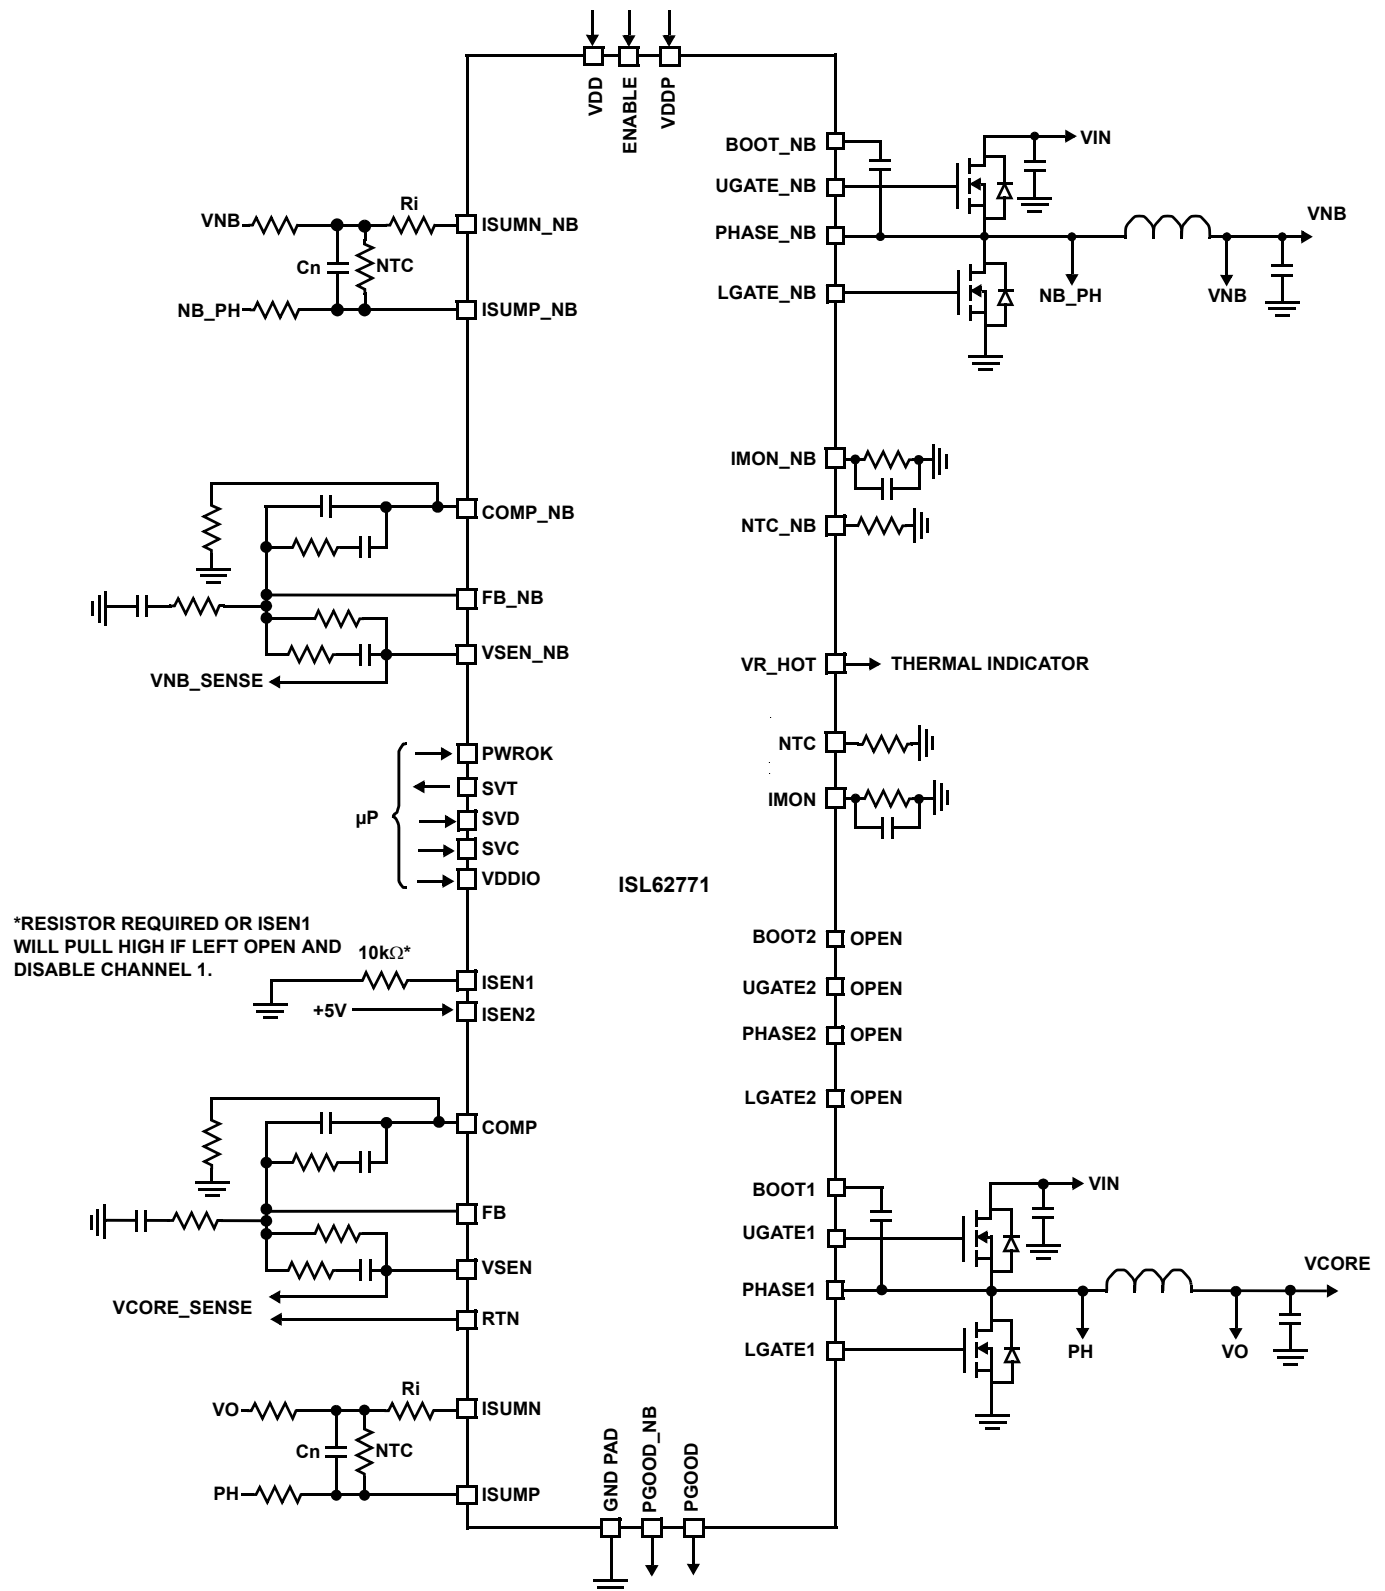 VDD
ENABLE
VDDP
BOOT_NB
VIN
UGATE_NB
Ri
VNB
ISUMN_NB
PHASE_NB
VNB
Cn
NTC
LGATE_NB
NB_PH
VNB
NB_PH
ISUMP_NB
IMON_NB
COMP_NB
NTC_NB
FB_NB
VSEN_NB
VR_HOT
THERMAL INDICATOR
VNB_SENSE
PWROK
NTC
SVT
IMON
µP
SVD
SVC
VDDIO
ISL62771
*RESISTOR REQUIRED OR ISEN1
WILL PULL HIGH IF LEFT OPEN AND
DISABLE CHANNEL 1.
10kΩ*
BOOT2
OPEN
ISEN1
UGATE2
OPEN
+5V
ISEN2
PHASE2
OPEN
LGATE2
OPEN
COMP
BOOT1
VIN
FB
UGATE1
VSEN
VCORE
VCORE_SENSE
PHASE1
RTN
LGATE1
PH
VO
Ri
VO
ISUMN
Cn
NTC
PH
ISUMP
GND PAD
PGOOD_NB
PGOOD